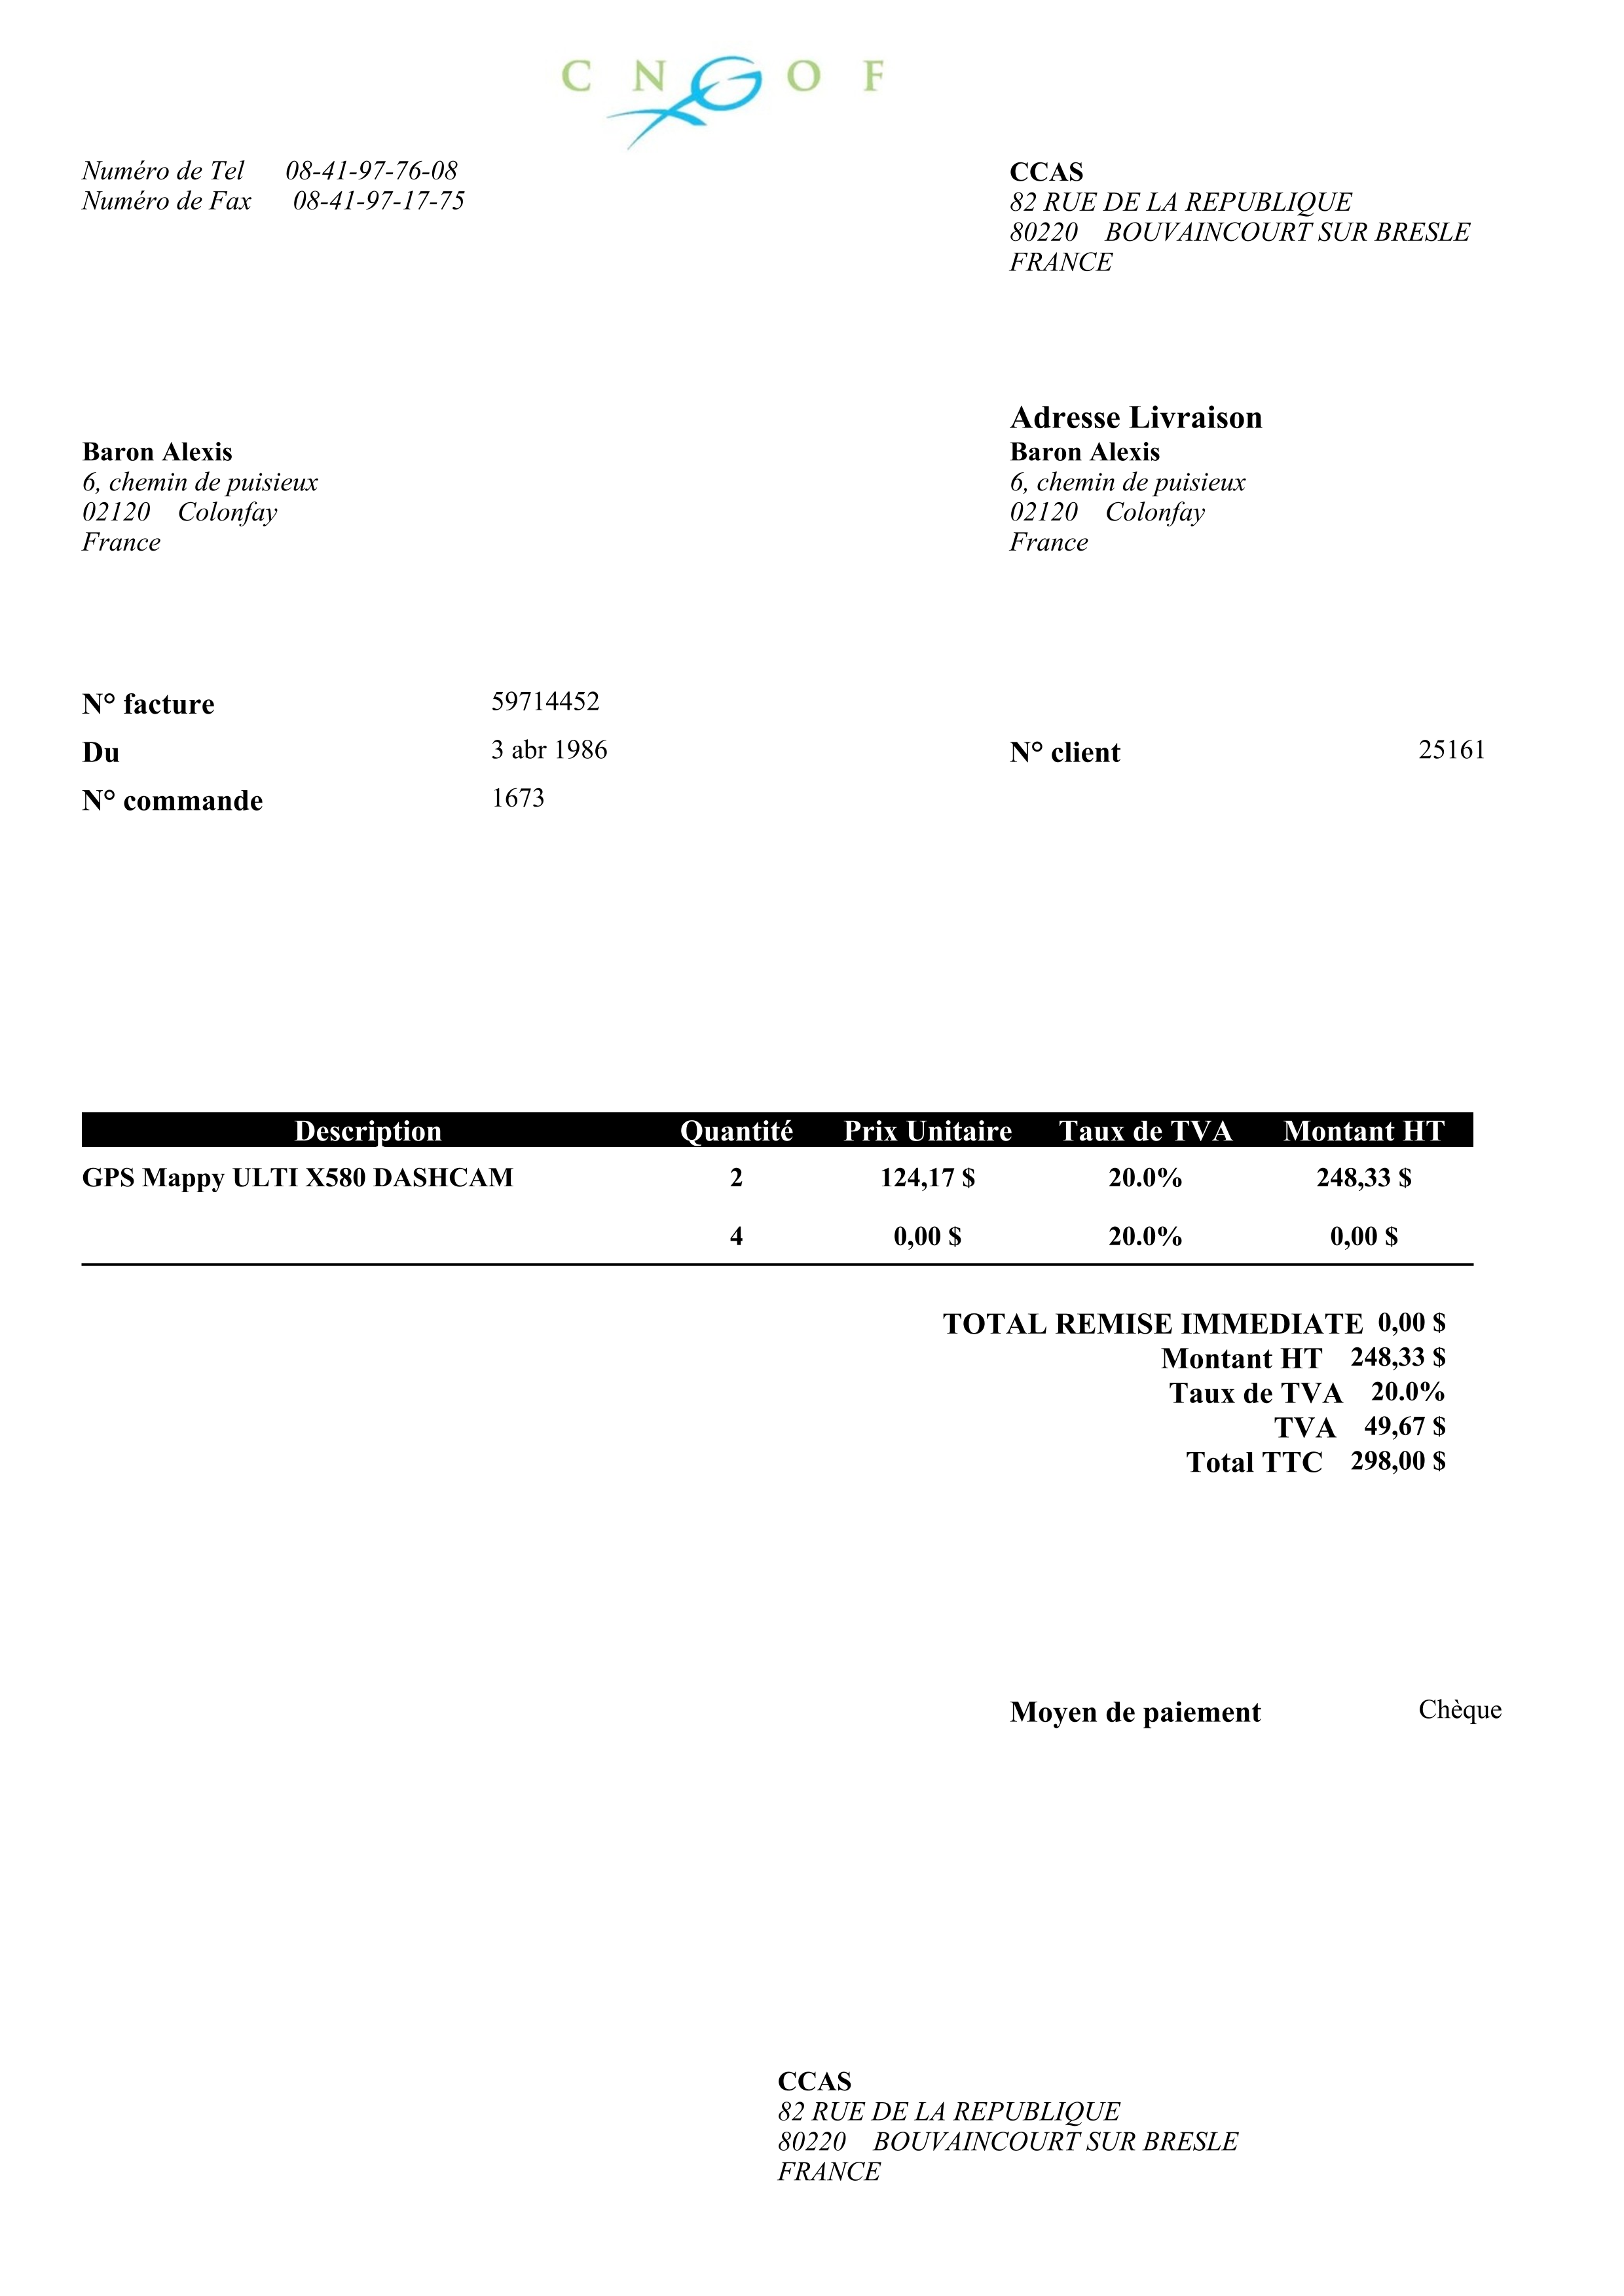 C N G O F
Numéro de Tel 08-41-97-76-08
Numéro de Fax 08-41-97-17-75
CCAS
82 RUE DE LA REPUBLIQUE
80220 BOUVAINCOURT SUR BRESLE
FRANCE
Baron Alexis
6, chemin de puisieux
02120 Colonfay
France
Adresse Livraison
Baron Alexis
6, chemin de puisieux
02120 Colonfay
France
N° facture 59714452
Du 3 abr 1986
N° client 25161
N° commande 1673
Description Quantité Prix Unitaire Taux de TVA Montant HT
GPS Mappy ULTI X580 DASHCAM 2 124,17 $ 20.0% 248,33 $
4 0,00 $ 20.0% 0,00 $
TOTAL REMISE IMMEDIATE 0,00 $
Montant HT 248,33 $
Taux de TVA 20.0%
TVA 49,67 $
Total TTC 298,00 $
Moyen de paiement Chèque
CCAS
82 RUE DE LA REPUBLIQUE
80220 BOUVAINCOURT SUR BRESLE
FRANCE